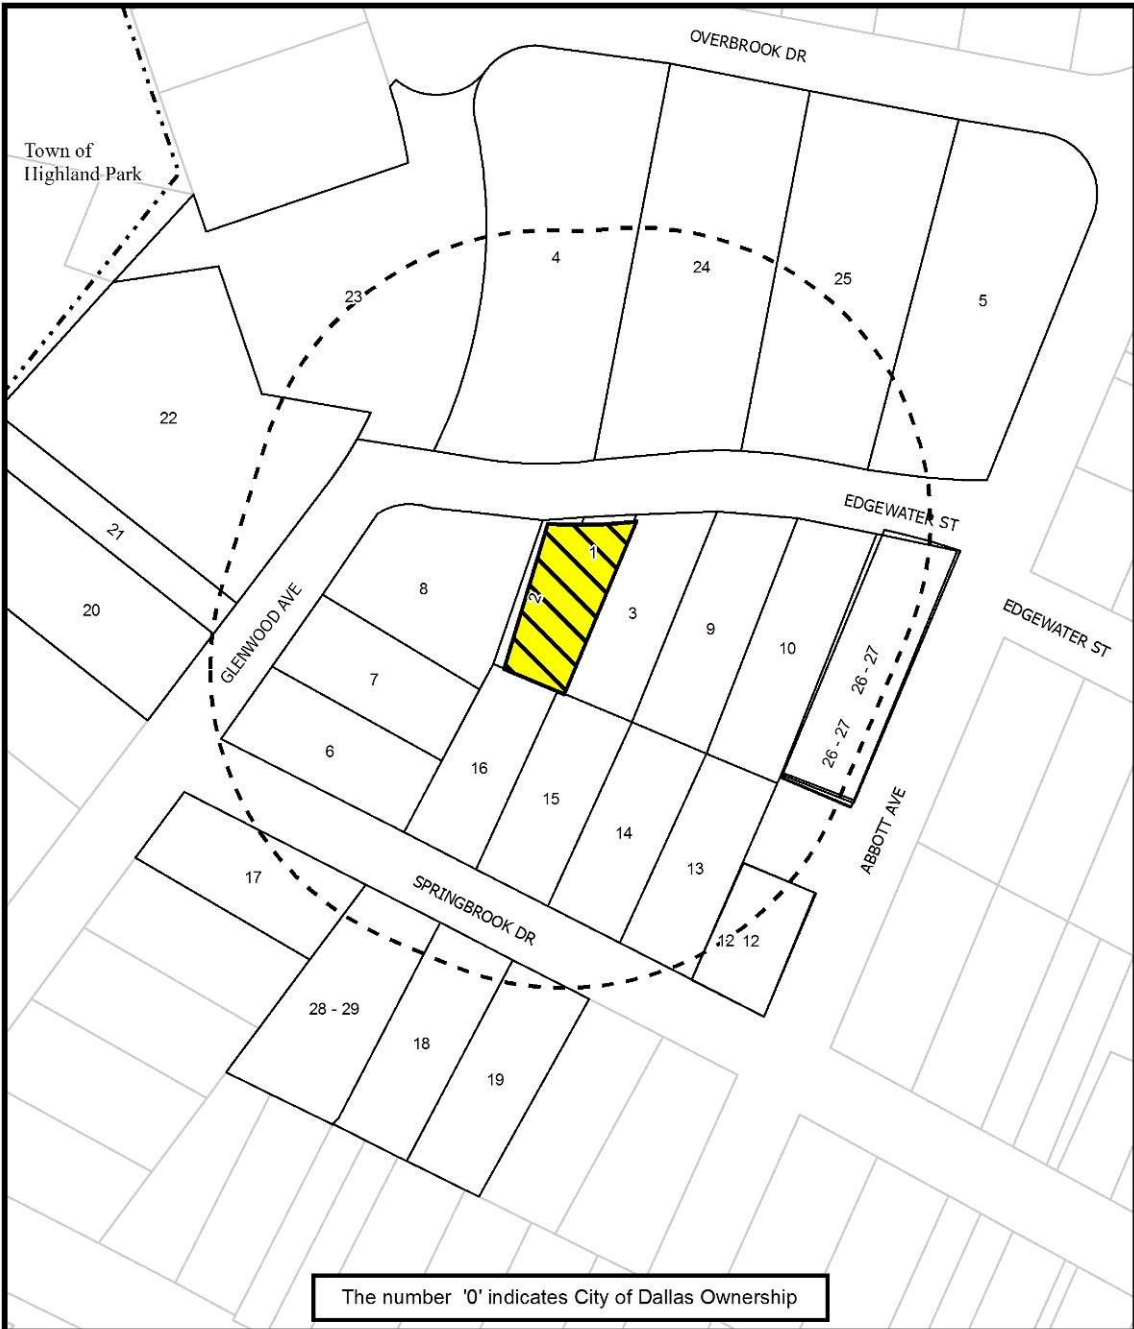 OVERBROOK DR
Town of
Highland Park
4
24
25
23
5
22
EDGEWATER ST
21
1
20
GLENWOOD AVE
8
2
3
9
10
EDGEWATER ST
26 - 27
7
26 - 27
6
16
15
14
ABBOTT AVE
13
17
SPRINGBROOK DR
12 12
28 - 29
18
19
The number '0' indicates City of Dallas Ownership